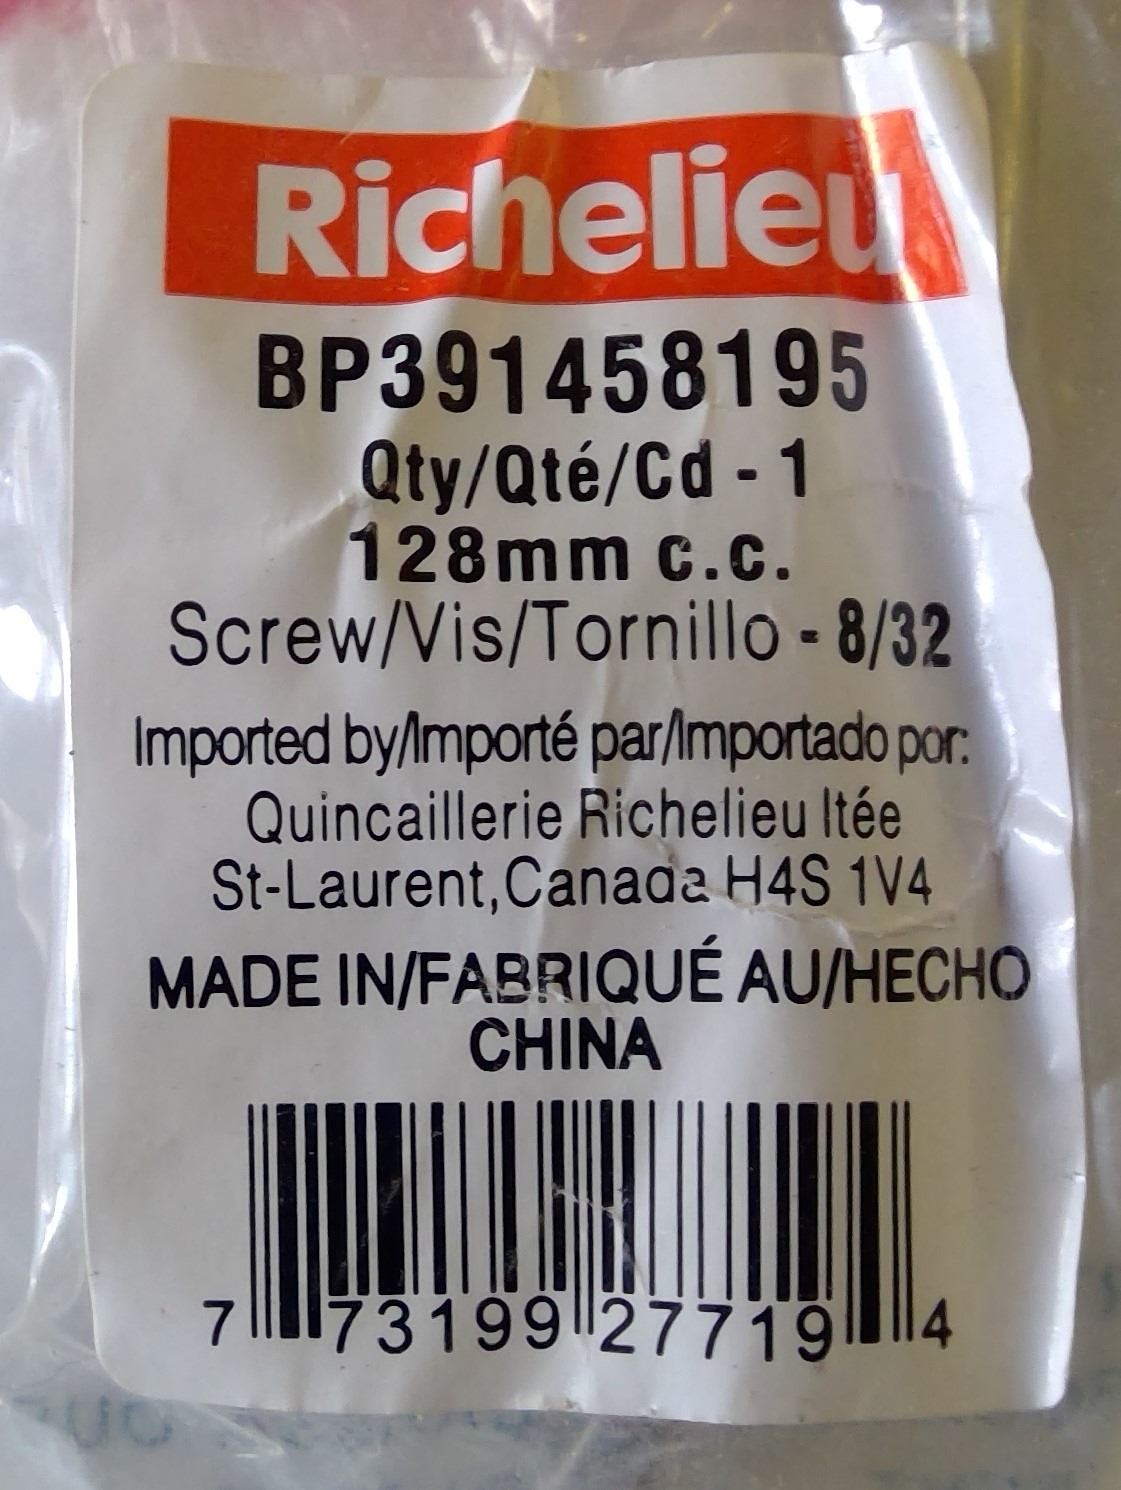 Richelieu
BP391458195
Qty/Qté/Cd - 1
128mm c.c.
Screw/Vis/Tornillo - 8/32
Imported by/Importé par/Importado por:
Quincaillerie Richelieu ltée
St-Laurent,Canada H4S 1V4
MADE IN/FABRIQUÉ AU/HECHO
CHINA
7 73199 27719 4